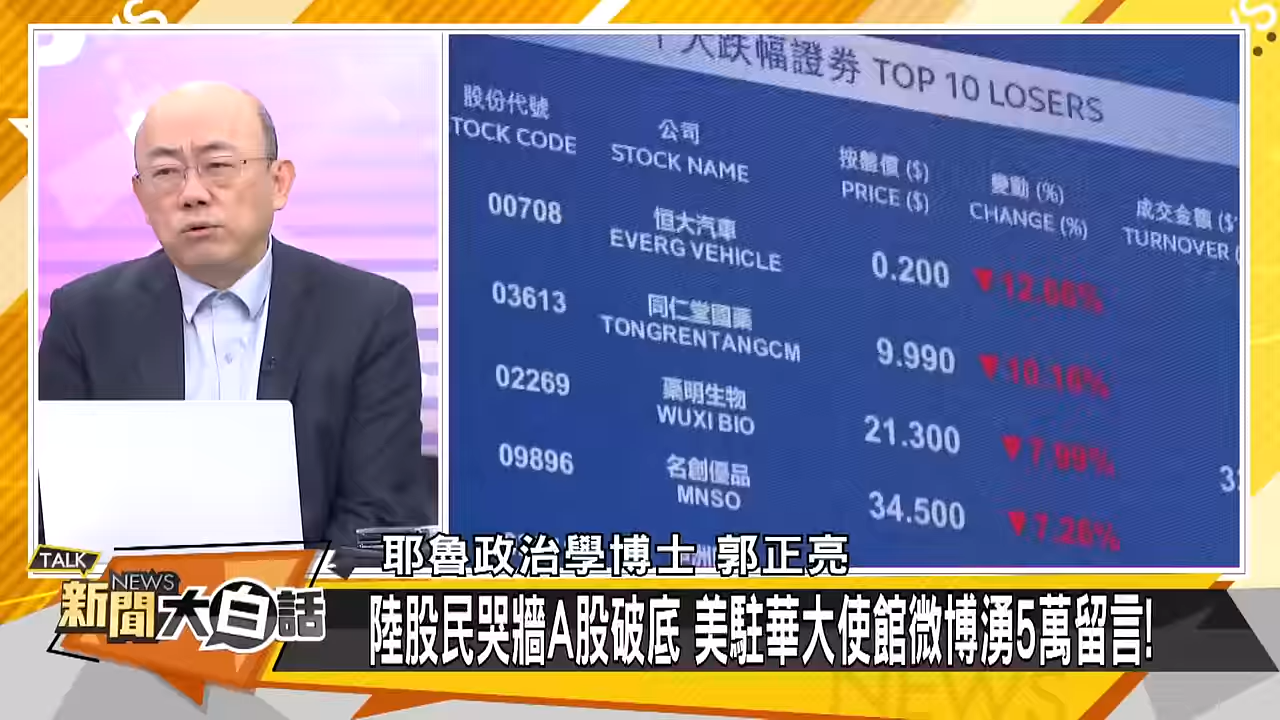 大跌幅證券 TOP 10 LOSERS
股份代號
TOCK CODE
公司
STOCK NAME
按盤價 ($)
PRICE ($)
變動 (%)
CHANGE (%)
成交金額 ($
TURNOVER (
00708
恒大汽車
EVERG VEHICLE
0.200
▼12.66%
03613
同仁堂國藥
TONGRENTANGCM
9.990
▼10.16%
02269
藥明生物
WUXI BIO
21.300
▼7.99%
09896
名創優品
MNSO
34.500
▼7.26%
耶魯政治學博士 郭正亮
TALK
NEWS
新聞大白話
陸股民哭牆A股破底 美駐華大使館微博湧5萬留言!
NEWS